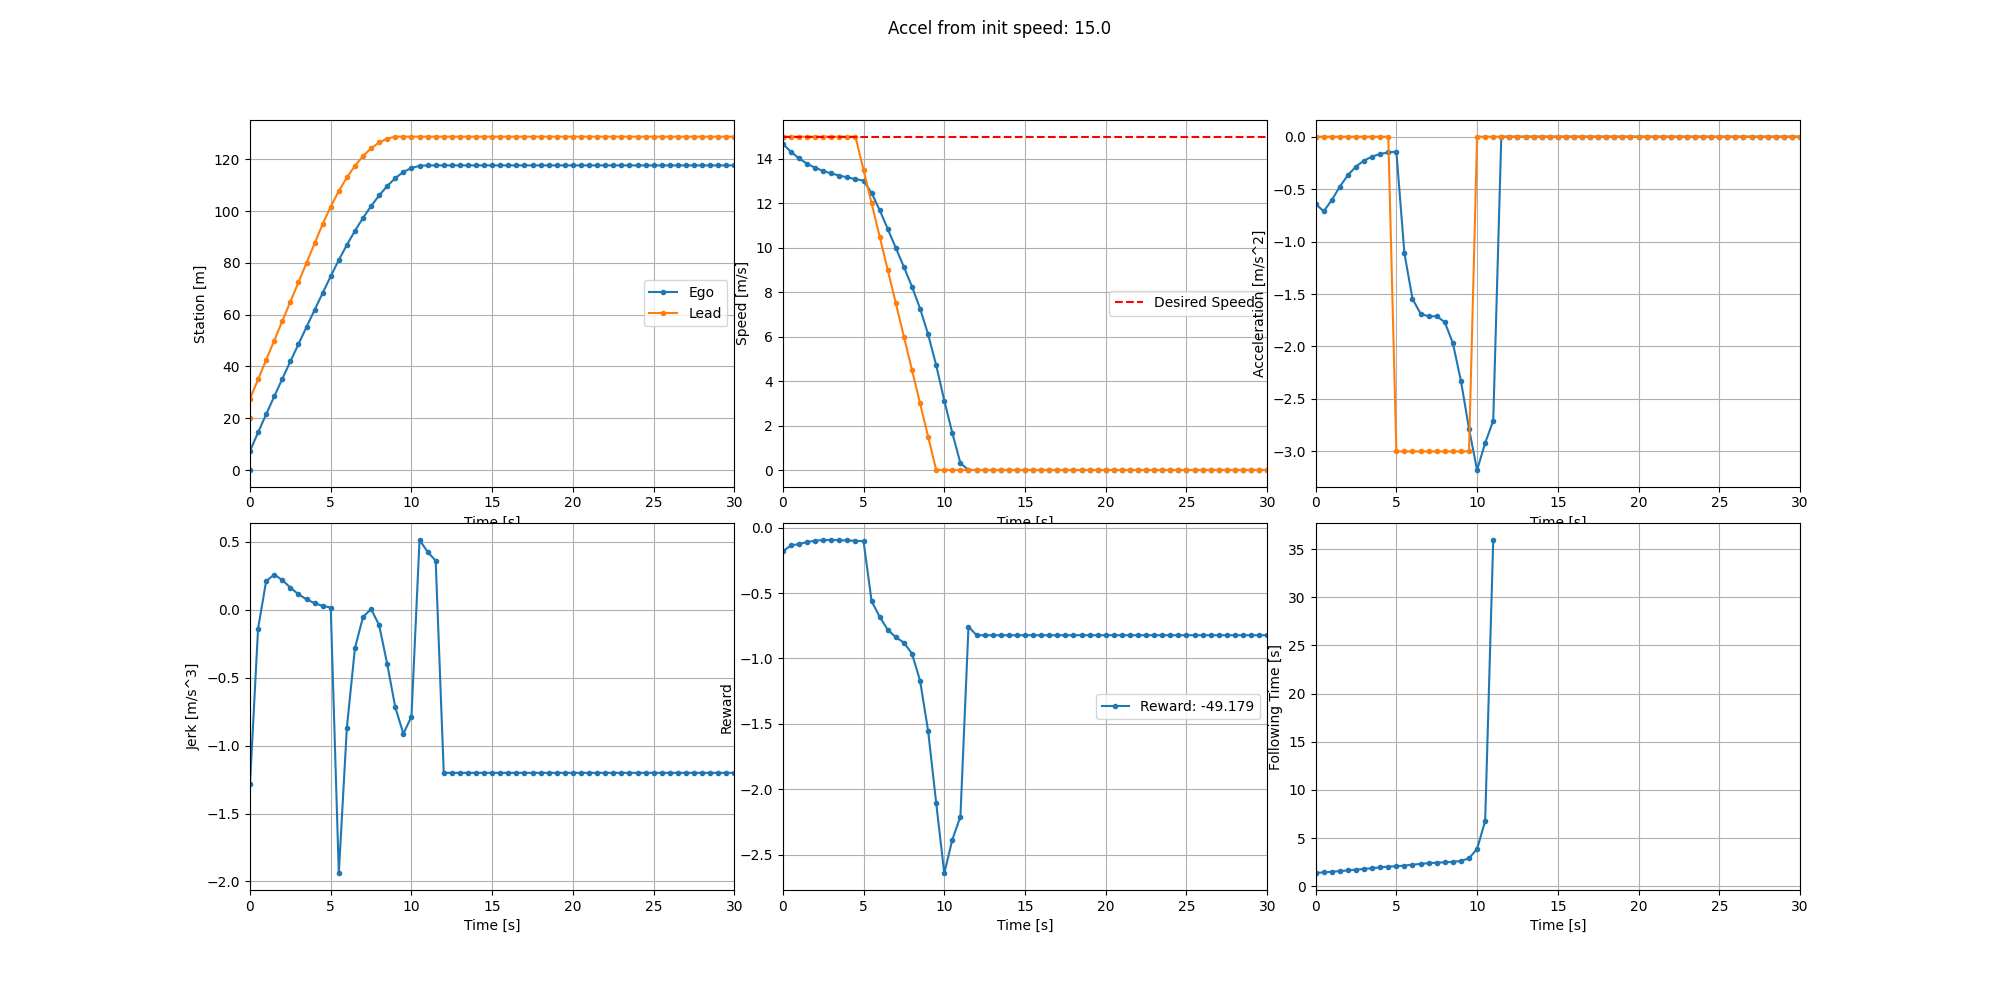 Accel from init speed: 15.0
Station [m]
120
100
80
60
40
20
0
0 5 10 15 20 25 30
Time [s]
Ego
Lead
Speed [m/s]
14
12
10
8
6
4
2
0
0 5 10 15 20 25 30
Time [s]
Desired Speed
Acceleration [m/s^2]
0.0
−0.5
−1.0
−1.5
−2.0
−2.5
−3.0
0 5 10 15 20 25 30
Time [s]
Jerk [m/s^3]
0.5
0.0
−0.5
−1.0
−1.5
−2.0
0 5 10 15 20 25 30
Time [s]
Reward
0.0
−0.5
−1.0
−1.5
−2.0
−2.5
0 5 10 15 20 25 30
Time [s]
Reward: -49.179
Following Time [s]
35
30
25
20
15
10
5
0
0 5 10 15 20 25 30
Time [s]